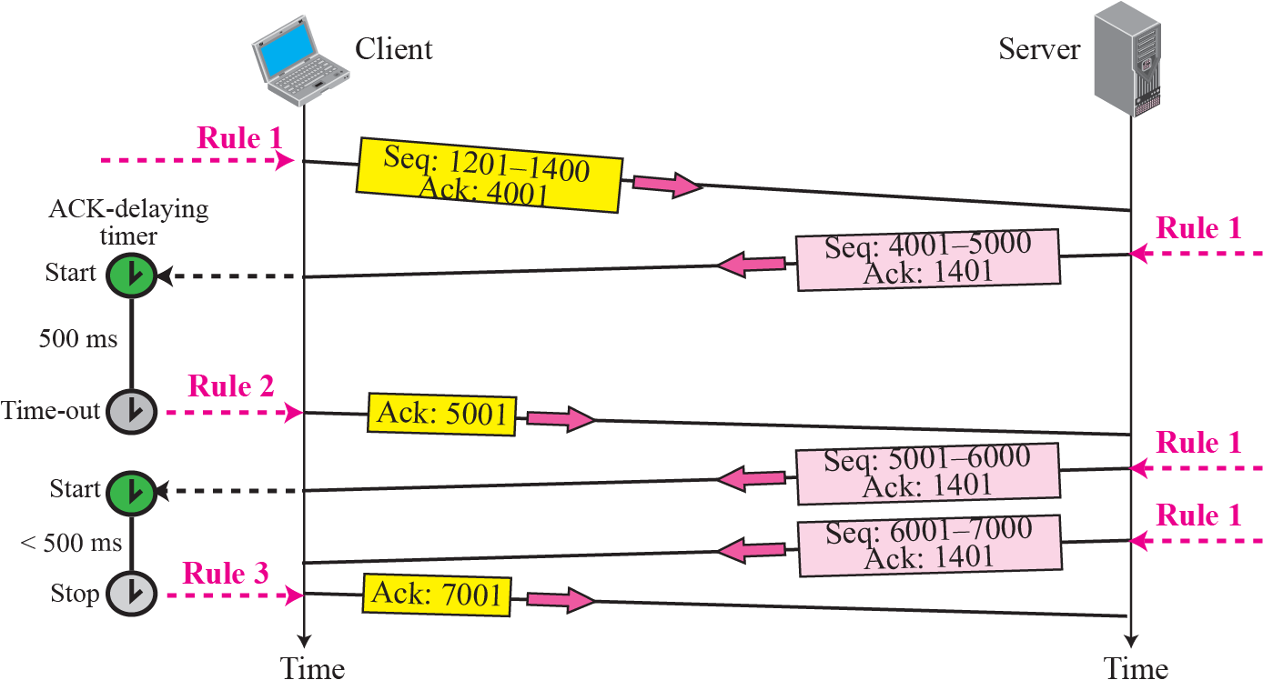 Client
Server
Rule 1
Seq: 1201–1400
Ack: 4001
ACK-delaying
timer
Rule 1
Seq: 4001–5000
Ack: 1401
Start
500 ms
Rule 2
Time-out
Ack: 5001
Rule 1
Seq: 5001–6000
Ack: 1401
Start
Rule 1
Seq: 6001–7000
Ack: 1401
< 500 ms
Rule 3
Stop
Ack: 7001
Time
Time